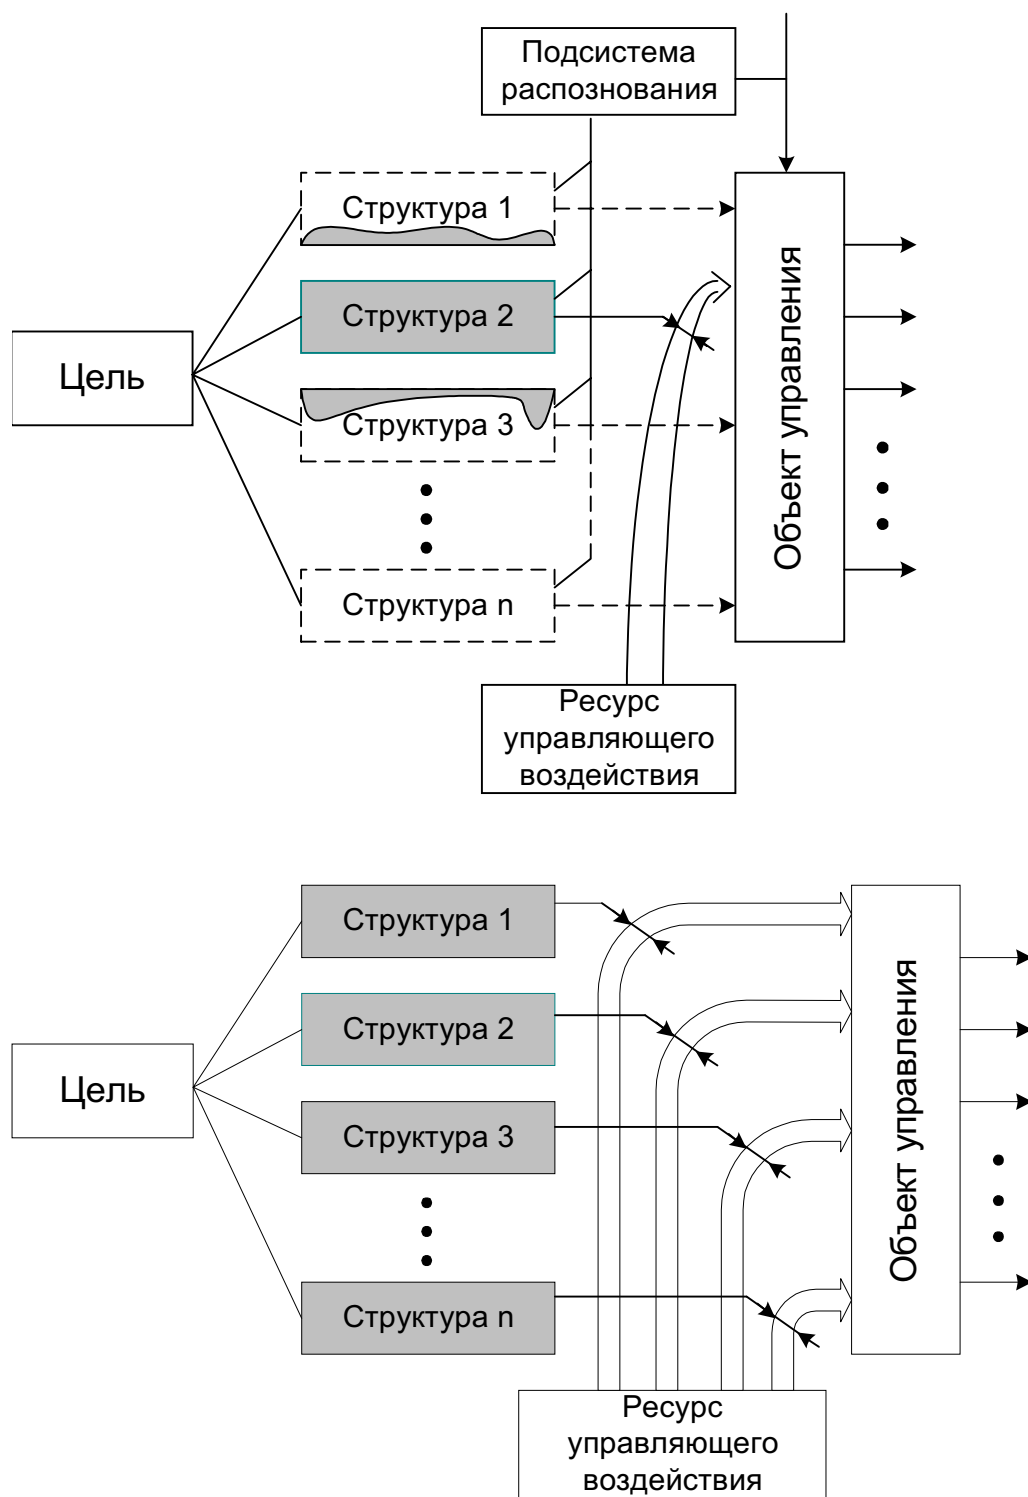 Подсистема
распознования
Структура 1
Структура 2
Цель
Структура 3
Структура n
Объект управления
Ресурс
управляющего
воздействия
Структура 1
Структура 2
Цель
Структура 3
Структура n
Объект управления
Ресурс
управляющего
воздействия